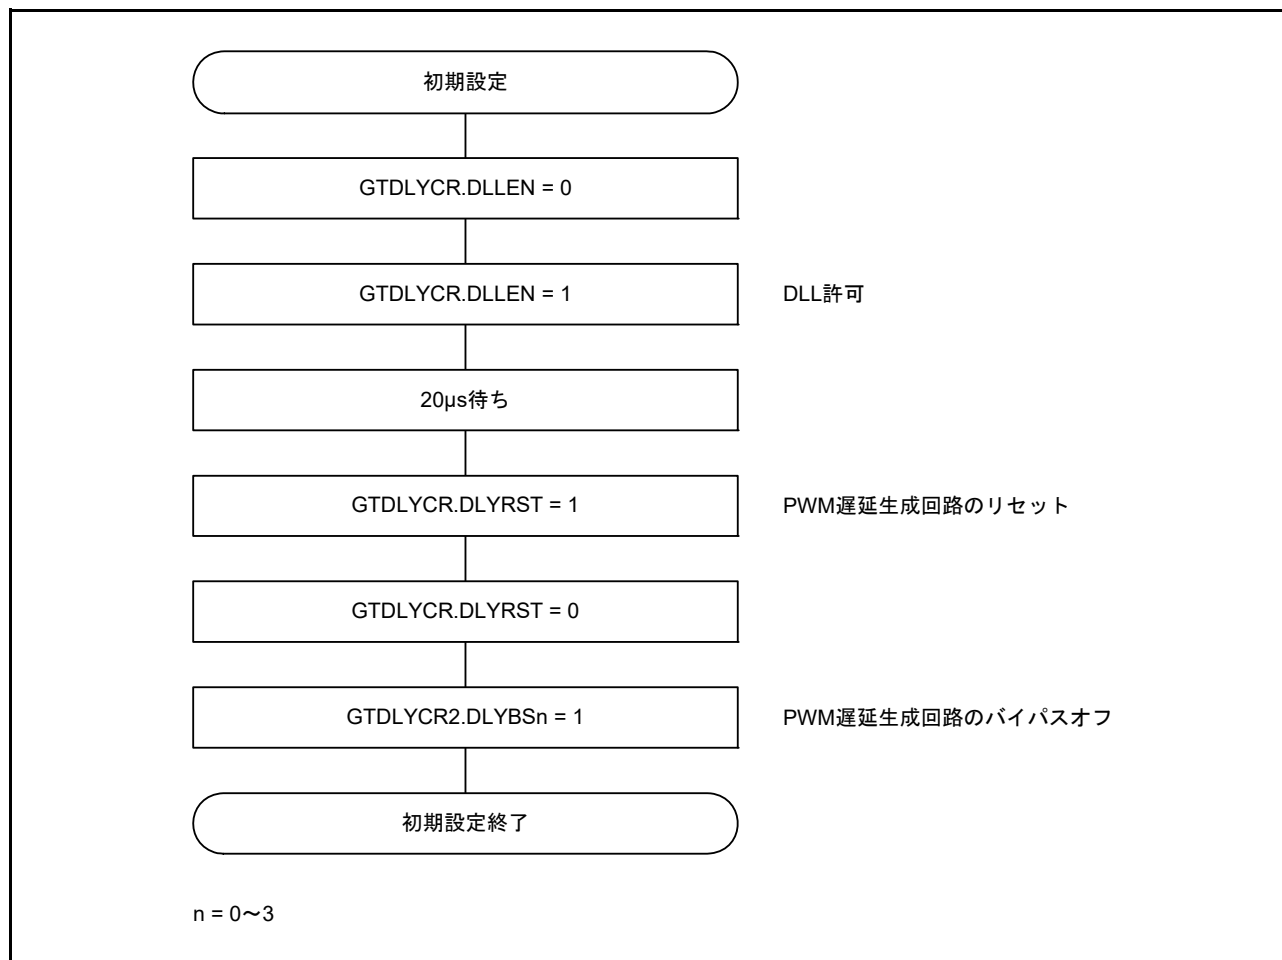 初期設定
GTDLYCR.DLLEN = 0
GTDLYCR.DLLEN = 1 DLL許可
20μs待ち
GTDLYCR.DLYRST = 1 PWM遅延生成回路のリセット
GTDLYCR.DLYRST = 0
GTDLYCR2.DLYBSn = 1 PWM遅延生成回路のバイパスオフ
初期設定終了
n = 0〜3